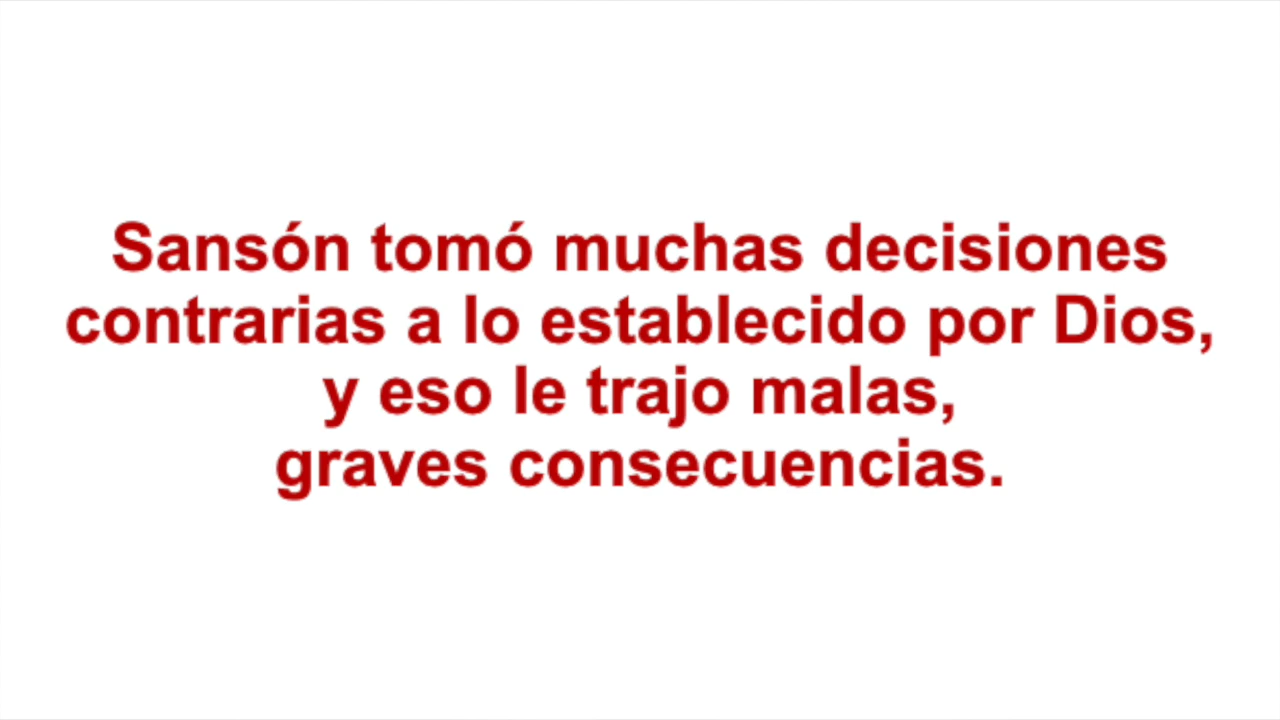 Sansón tomó muchas decisiones
contrarias a lo establecido por Dios,
y eso le trajo malas,
graves consecuencias.